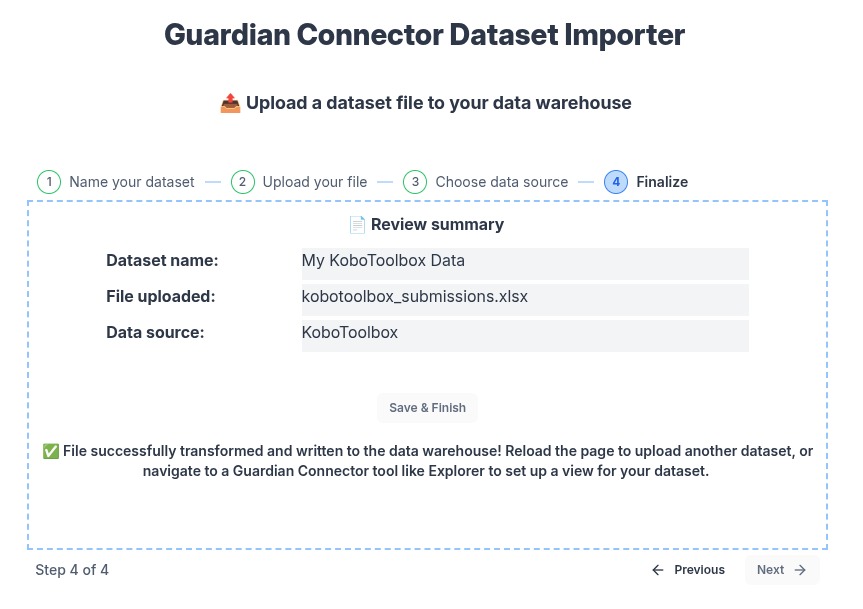 Guardian Connector Dataset Importer
📤 Upload a dataset file to your data warehouse
1 Name your dataset — 2 Upload your file — 3 Choose data source — 4 Finalize
📄 Review summary
Dataset name: My KoboToolbox Data
File uploaded: kobotoolbox_submissions.xlsx
Data source: KoboToolbox
Save & Finish
✅ File successfully transformed and written to the data warehouse! Reload the page to upload another dataset, or
navigate to a Guardian Connector tool like Explorer to set up a view for your dataset.
Step 4 of 4 ← Previous Next →